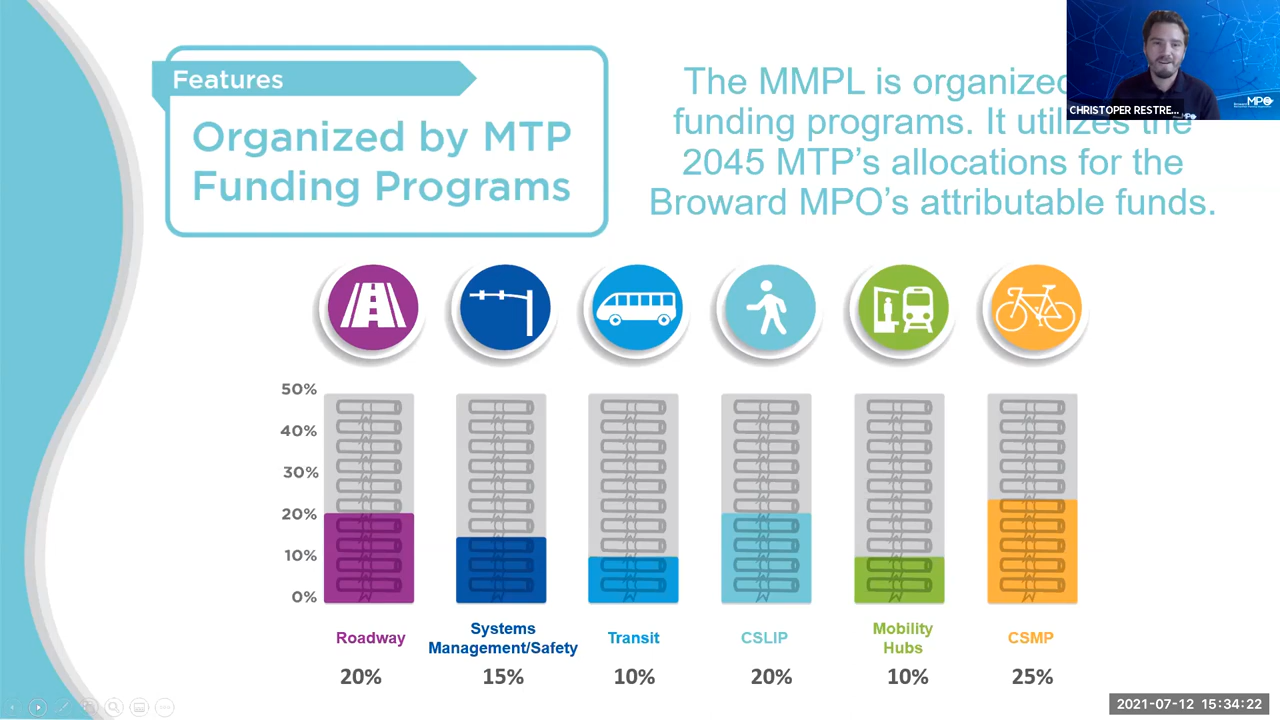 Features
Organized by MTP
Funding Programs
The MMPL is organized
funding programs. It utilizes the
2045 MTP's allocations for the
Broward MPO's attributable funds.
CHRISTOPER RESTRE...
Broward MPO
50%
40%
30%
20%
10%
0%
Roadway
Systems
Management/Safety
Transit
CSLIP
Mobility
Hubs
CSMP
20%
15%
10%
20%
10%
25%
2021-07-12 15:34:22